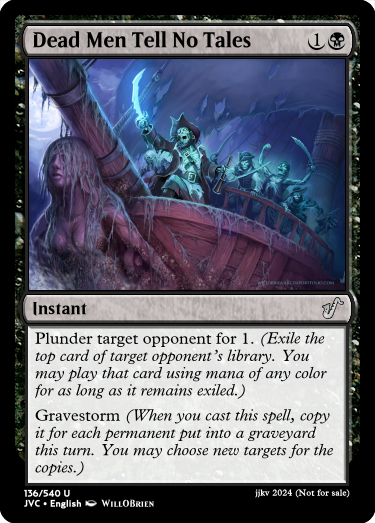 Dead Men Tell No Tales 1
Instant
Plunder target opponent for 1. (Exile the
top card of target opponent's library. You
may play that card using mana of any color
for as long as it remains exiled.)
Gravestorm (When you cast this spell, copy
it for each permanent put into a graveyard
this turn. You may choose new targets for the
copies.)
136/540 U
jjkv 2024 (Not for sale)
JVC • English WillOBrien